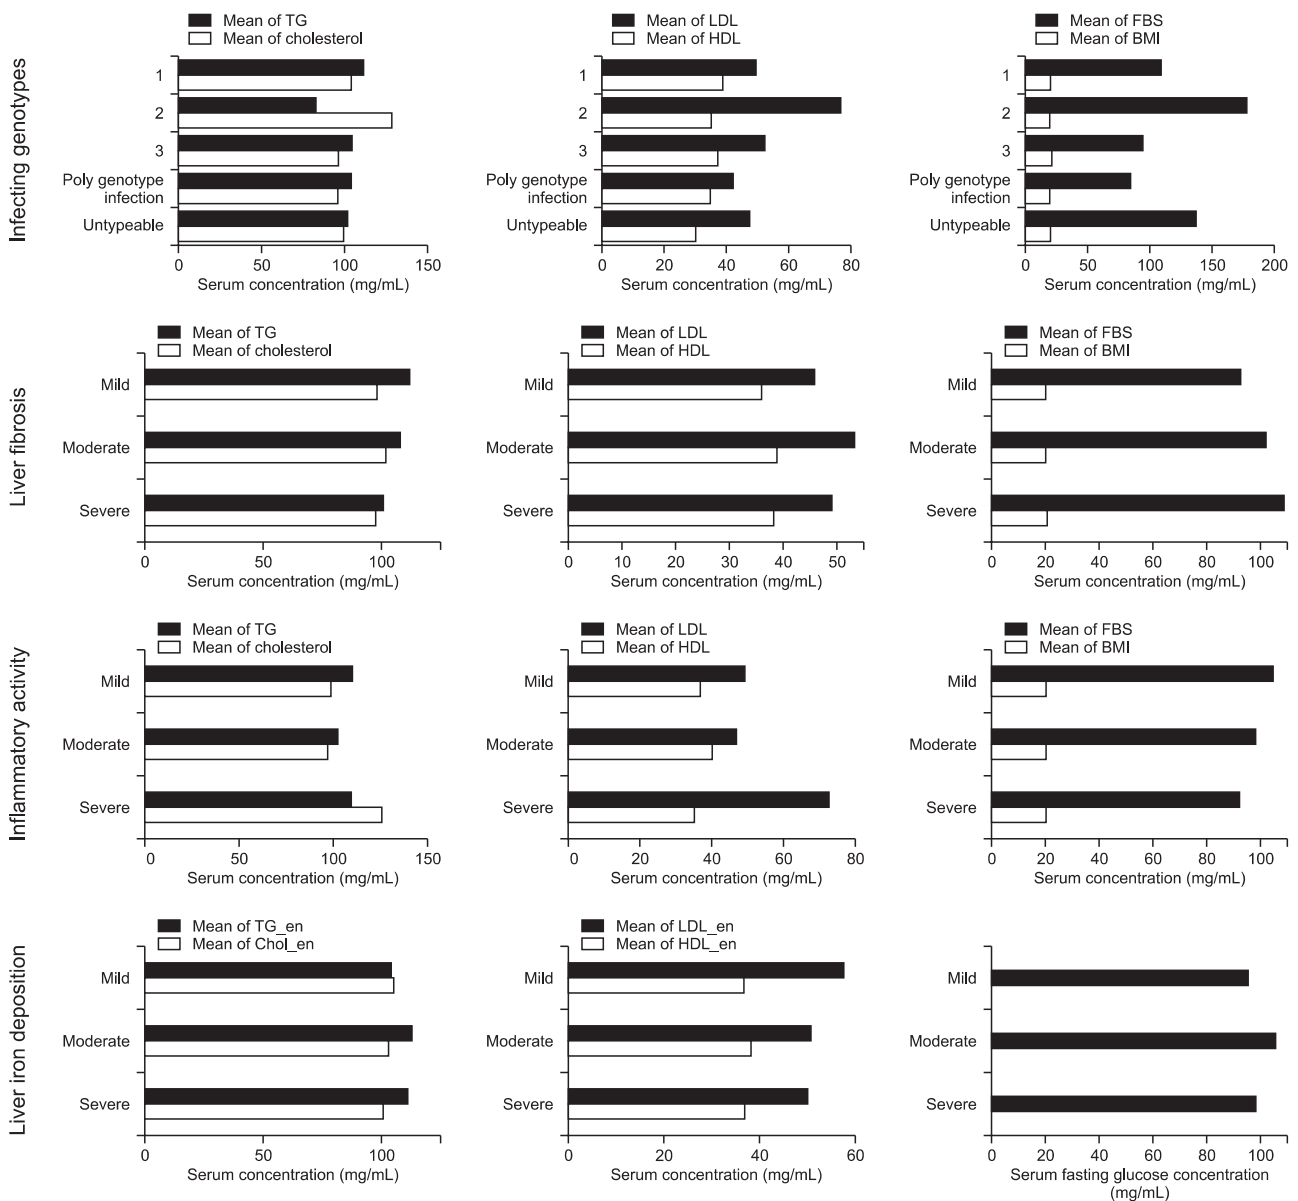 Infecting genotypes
Mean of TG
Mean of cholesterol
1
2
3
Poly genotype
infection
Untypeable
0 50 100 150
Serum concentration (mg/mL)
Mean of LDL
Mean of HDL
1
2
3
Poly genotype
infection
Untypeable
0 20 40 60 80
Serum concentration (mg/mL)
Mean of FBS
Mean of BMI
1
2
3
Poly genotype
infection
Untypeable
0 50 100 150 200
Serum concentration (mg/mL)
Liver fibrosis
Mean of TG
Mean of cholesterol
Mild
Moderate
Severe
0 50 100
Serum concentration (mg/mL)
Mean of LDL
Mean of HDL
Mild
Moderate
Severe
0 10 20 30 40 50
Serum concentration (mg/mL)
Mean of FBS
Mean of BMI
Mild
Moderate
Severe
0 20 40 60 80 100
Serum concentration (mg/mL)
Inflammatory activity
Mean of TG
Mean of cholesterol
Mild
Moderate
Severe
0 50 100 150
Serum concentration (mg/mL)
Mean of LDL
Mean of HDL
Mild
Moderate
Severe
0 20 40 60 80
Serum concentration (mg/mL)
Mean of FBS
Mean of BMI
Mild
Moderate
Severe
0 20 40 60 80 100
Serum concentration (mg/mL)
Liver iron deposition
Mean of TG_en
Mean of Chol_en
Mild
Moderate
Severe
0 50 100
Serum concentration (mg/mL)
Mean of LDL_en
Mean of HDL_en
Mild
Moderate
Severe
0 20 40 60
Serum concentration (mg/mL)
Mild
Moderate
Severe
0 20 40 60 80 100
Serum fasting glucose concentration
(mg/mL)